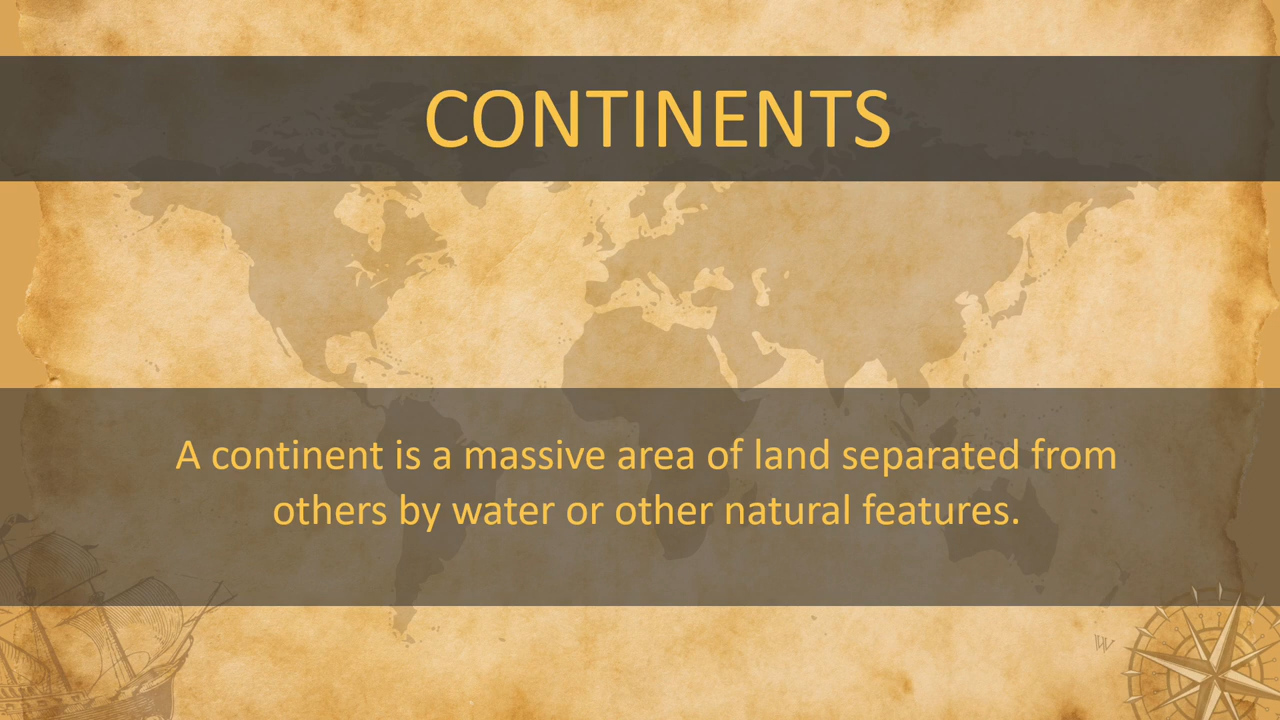 CONTINENTS
A continent is a massive area of land separated from
others by water or other natural features.